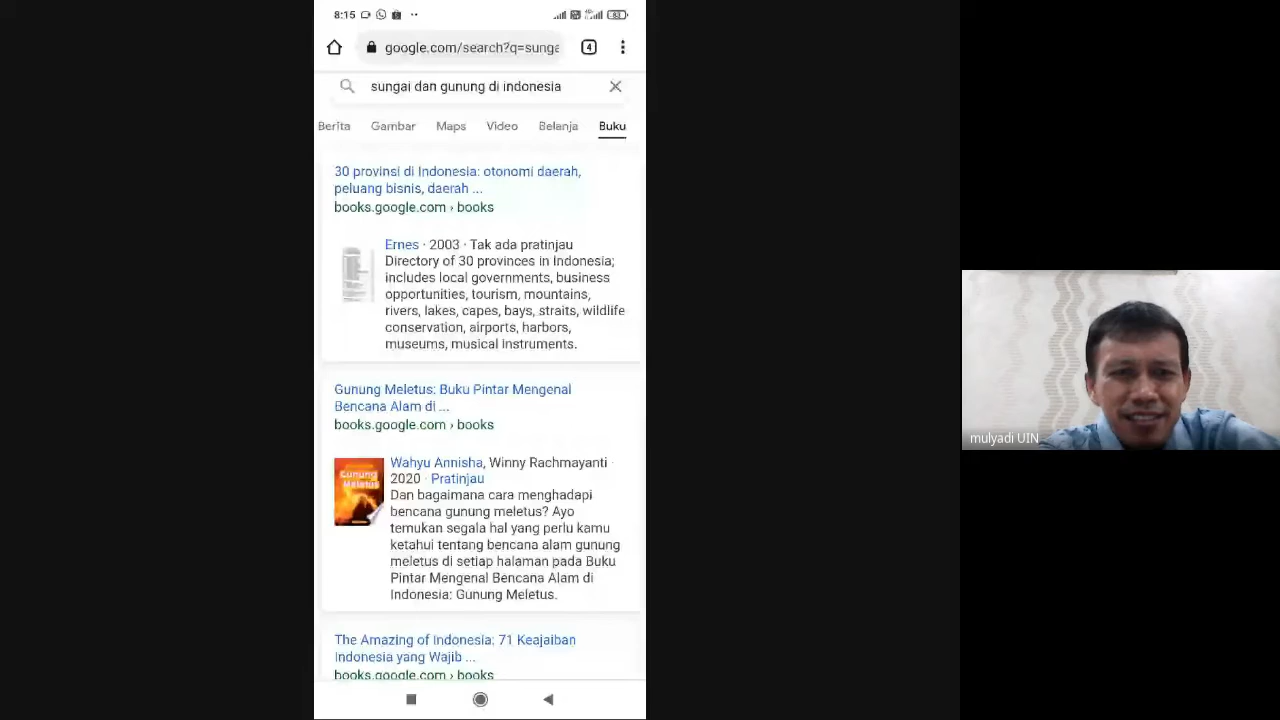 8:15
83
google.com/search?q=sunga
4
sungai dan gunung di indonesia
Berita Gambar Maps Video Belanja Buku
30 provinsi di Indonesia: otonomi daerah,
peluang bisnis, daerah ...
books.google.com › books
Ernes · 2003 · Tak ada pratinjau
Directory of 30 provinces in Indonesia;
includes local governments, business
opportunities, tourism, mountains,
rivers, lakes, capes, bays, straits, wildlife
conservation, airports, harbors,
museums, musical instruments.
Gunung Meletus: Buku Pintar Mengenal
Bencana Alam di ...
books.google.com › books
Gunung
Meletus
Wahyu Annisha, Winny Rachmayanti ·
2020 · Pratinjau
Dan bagaimana cara menghadapi
bencana gunung meletus? Ayo
temukan segala hal yang perlu kamu
ketahui tentang bencana alam gunung
meletus di setiap halaman pada Buku
Pintar Mengenal Bencana Alam di
Indonesia: Gunung Meletus.
The Amazing of Indonesia: 71 Keajaiban
Indonesia yang Wajib ...
books.google.com › books
mulyadi UIN